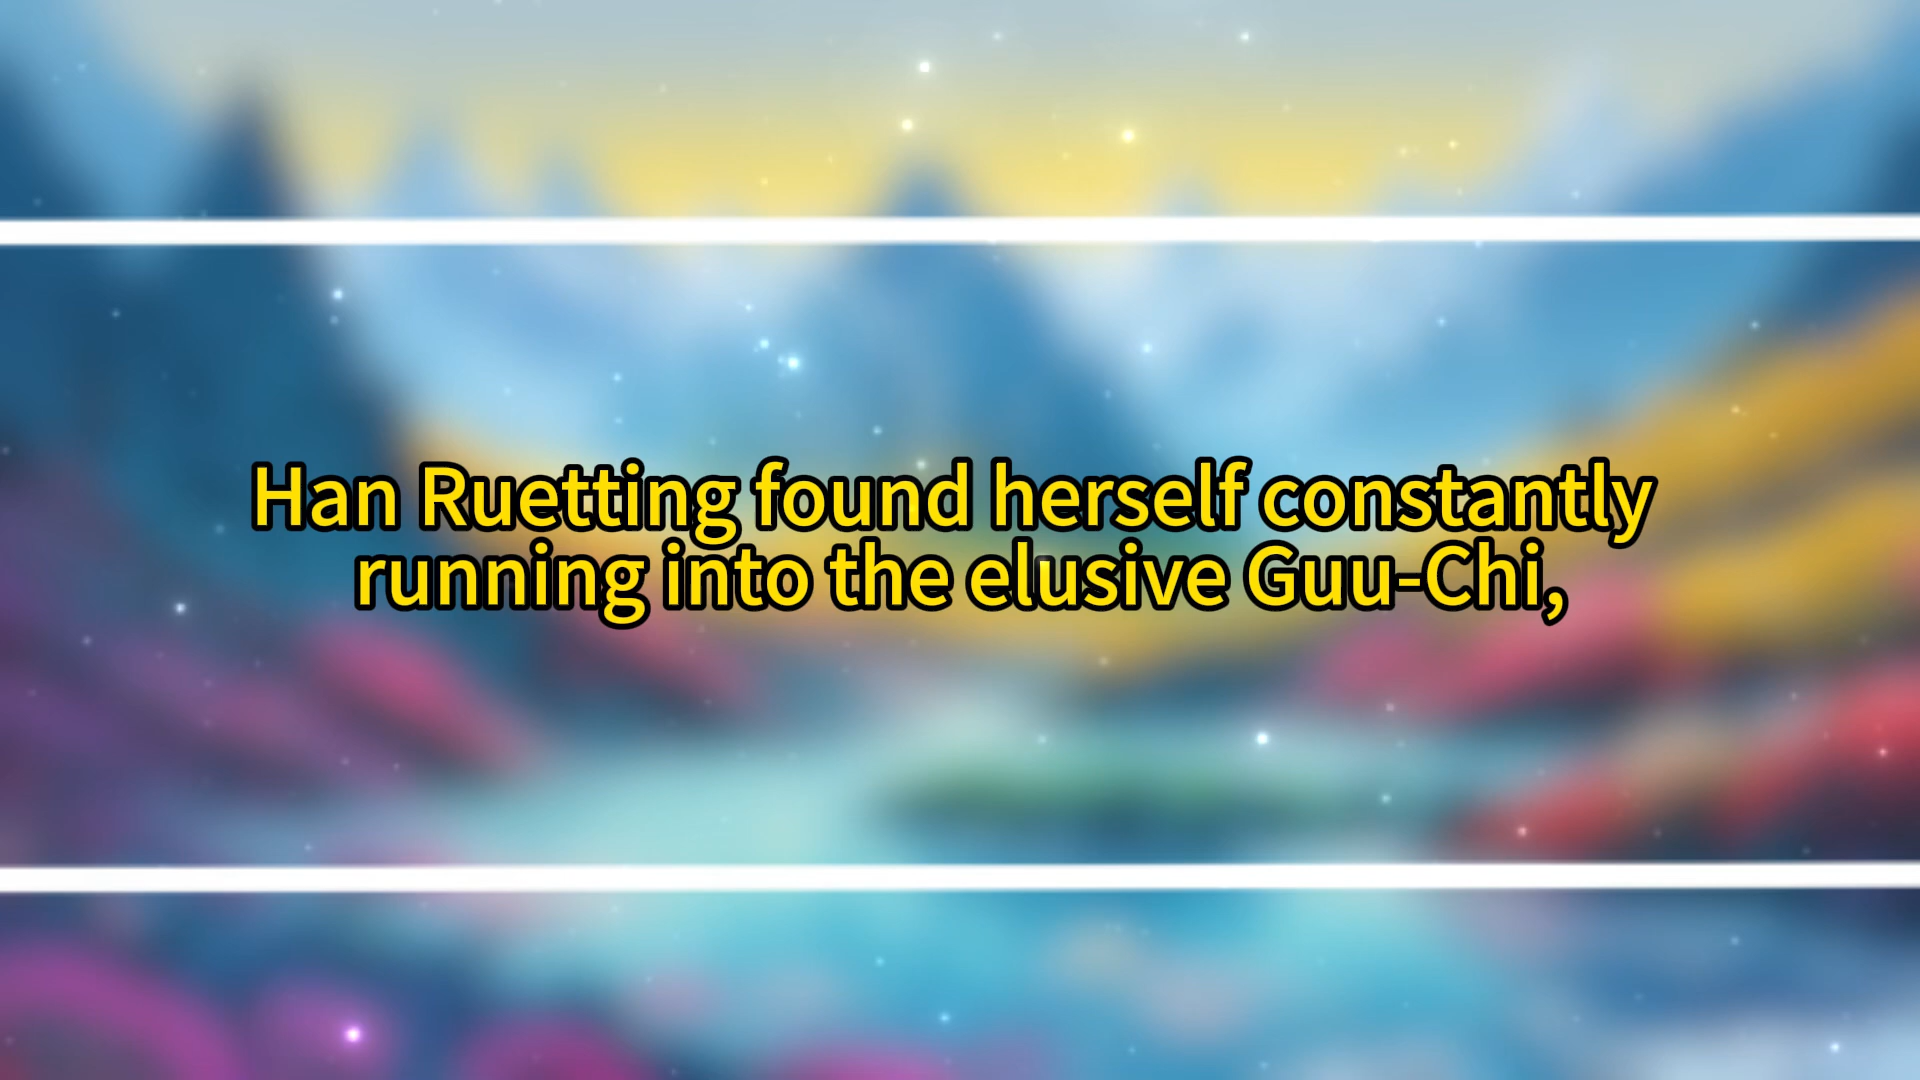 Han Ruetting found herself constantly
running into the elusive Guu-Chi,